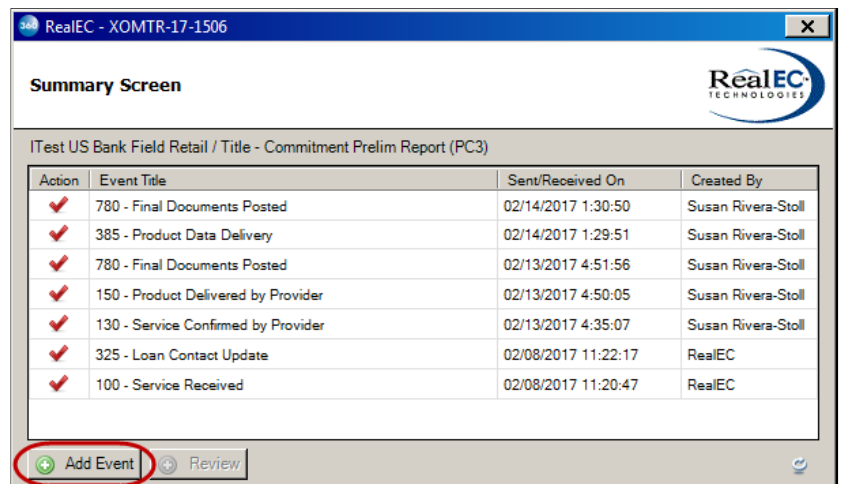 360 RealEC - XOMTR-17-1506
Summary Screen
RealEC
TECHNOLOGIES
ITest US Bank Field Retail / Title - Commitment Prelim Report (PC3)
Action Event Title Sent/Received On Created By
780 - Final Documents Posted 02/14/2017 1:30:50 Susan Rivera-Stoll
385 - Product Data Delivery 02/14/2017 1:29:51 Susan Rivera-Stoll
780 - Final Documents Posted 02/13/2017 4:51:56 Susan Rivera-Stoll
150 - Product Delivered by Provider 02/13/2017 4:50:05 Susan Rivera-Stoll
130 - Service Confirmed by Provider 02/13/2017 4:35:07 Susan Rivera-Stoll
325 - Loan Contact Update 02/08/2017 11:22:17 RealEC
100 - Service Received 02/08/2017 11:20:47 RealEC
Add Event Review